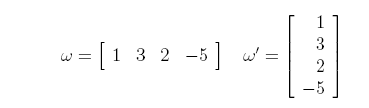 ω = [ 1 3 2 −5 ] ω′ = [ 1
3
2
−5 ]